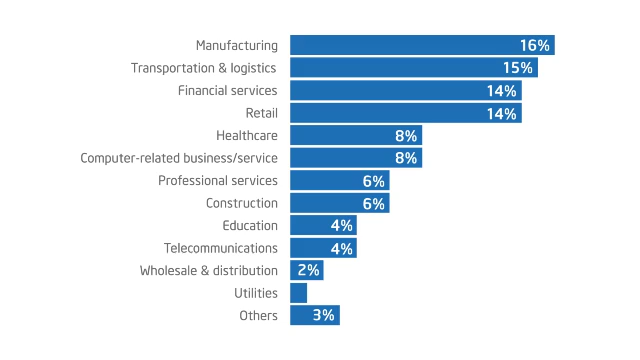 Manufacturing 16%
Transportation & logistics 15%
Financial services 14%
Retail 14%
Healthcare 8%
Computer-related business/service 8%
Professional services 6%
Construction 6%
Education 4%
Telecommunications 4%
Wholesale & distribution 2%
Utilities
Others 3%